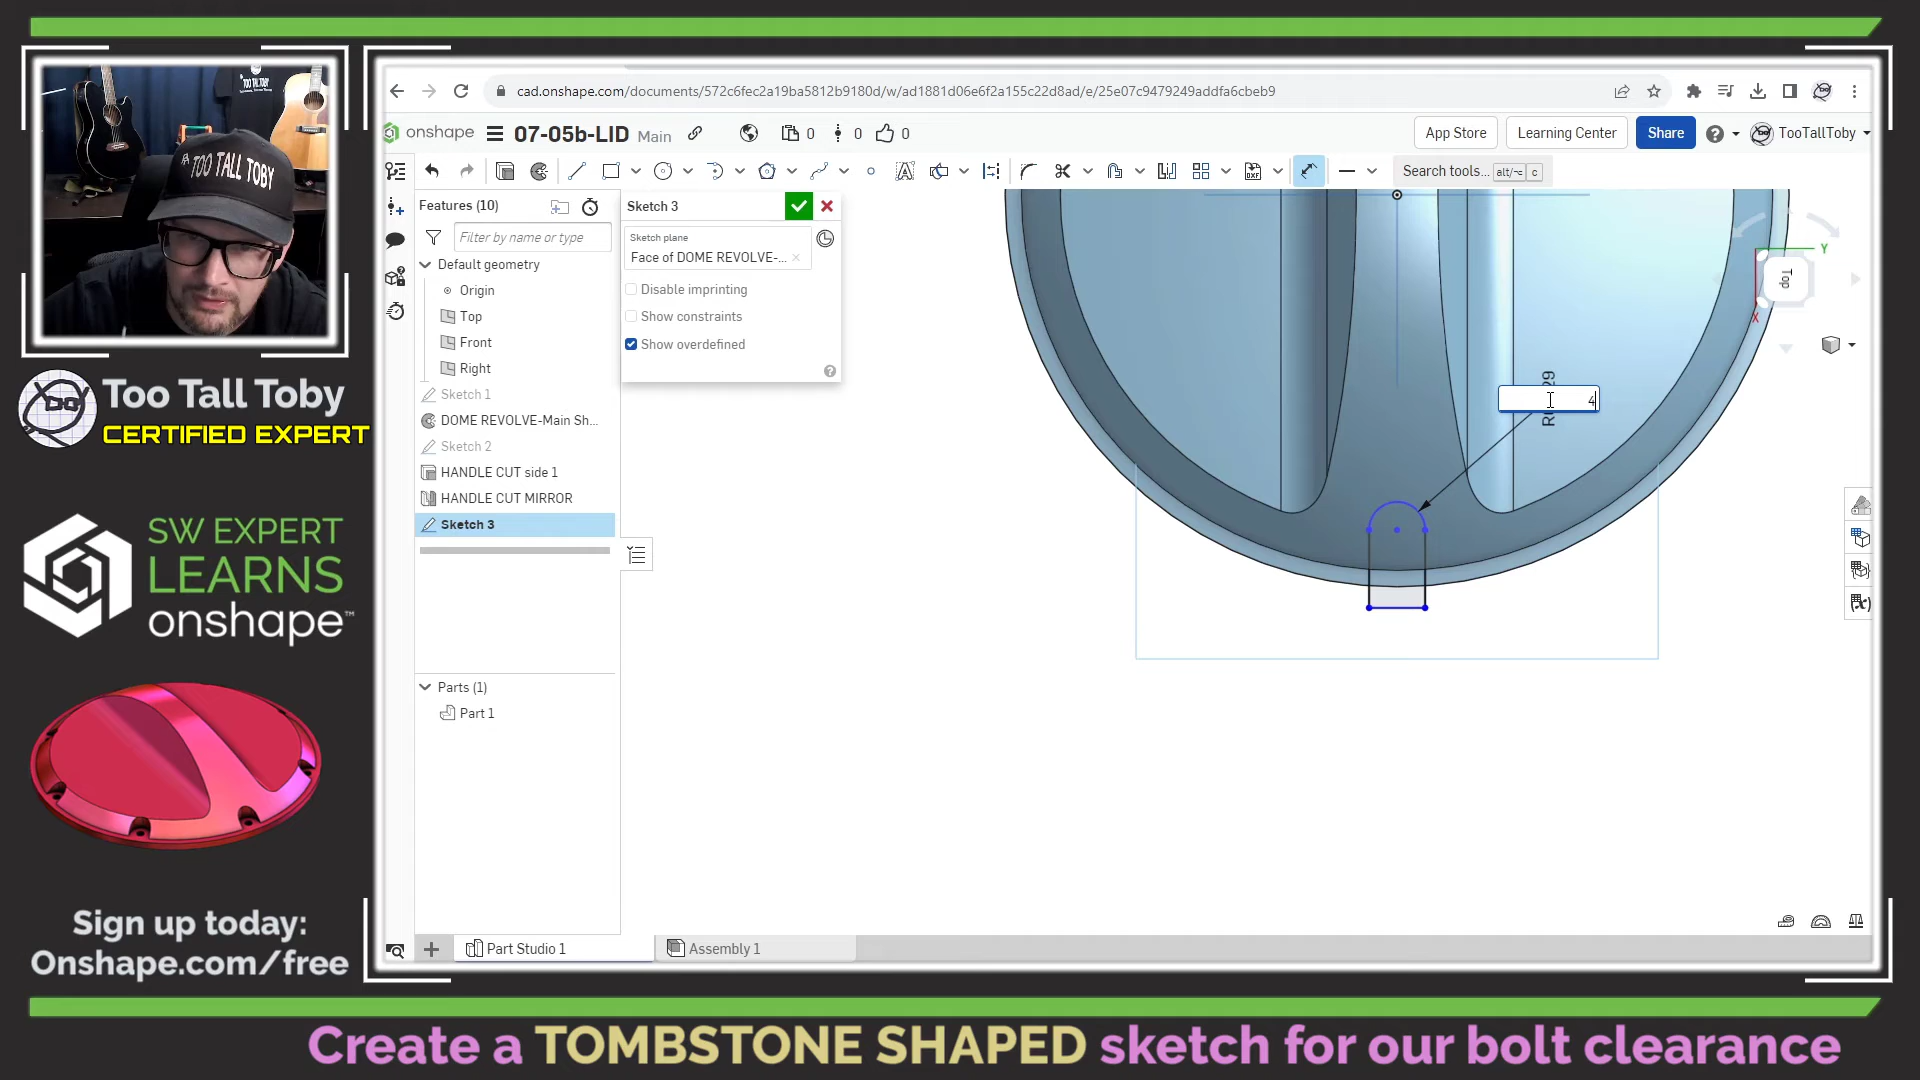 cad.onshape.com/documents/572c6fec2a19ba5812b9180d/w/ad1881d06e6f2a155c22d8ad/e/25e07c9479249addfa6cbeb9
onshape
07-05b-LID Main
0
0
0
App Store
Learning Center
Share
TooTallToby
Search tools... alt/⌥ c
TOO TALL TOBY
Too Tall Toby
CERTIFIED EXPERT
SW EXPERT
LEARNS
onshape™
Sign up today:
Onshape.com/free
Features (10)
Filter by name or type
Default geometry
Origin
Top
Front
Right
Sketch 1
DOME REVOLVE-Main Sh...
Sketch 2
HANDLE CUT side 1
HANDLE CUT MIRROR
Sketch 3
Parts (1)
Part 1
Sketch 3
Sketch plane
Face of DOME REVOLVE-...
Disable imprinting
Show constraints
Show overdefined
4
Y
Top
X
(x)
Part Studio 1
Assembly 1
Create a TOMBSTONE SHAPED sketch for our bolt clearance